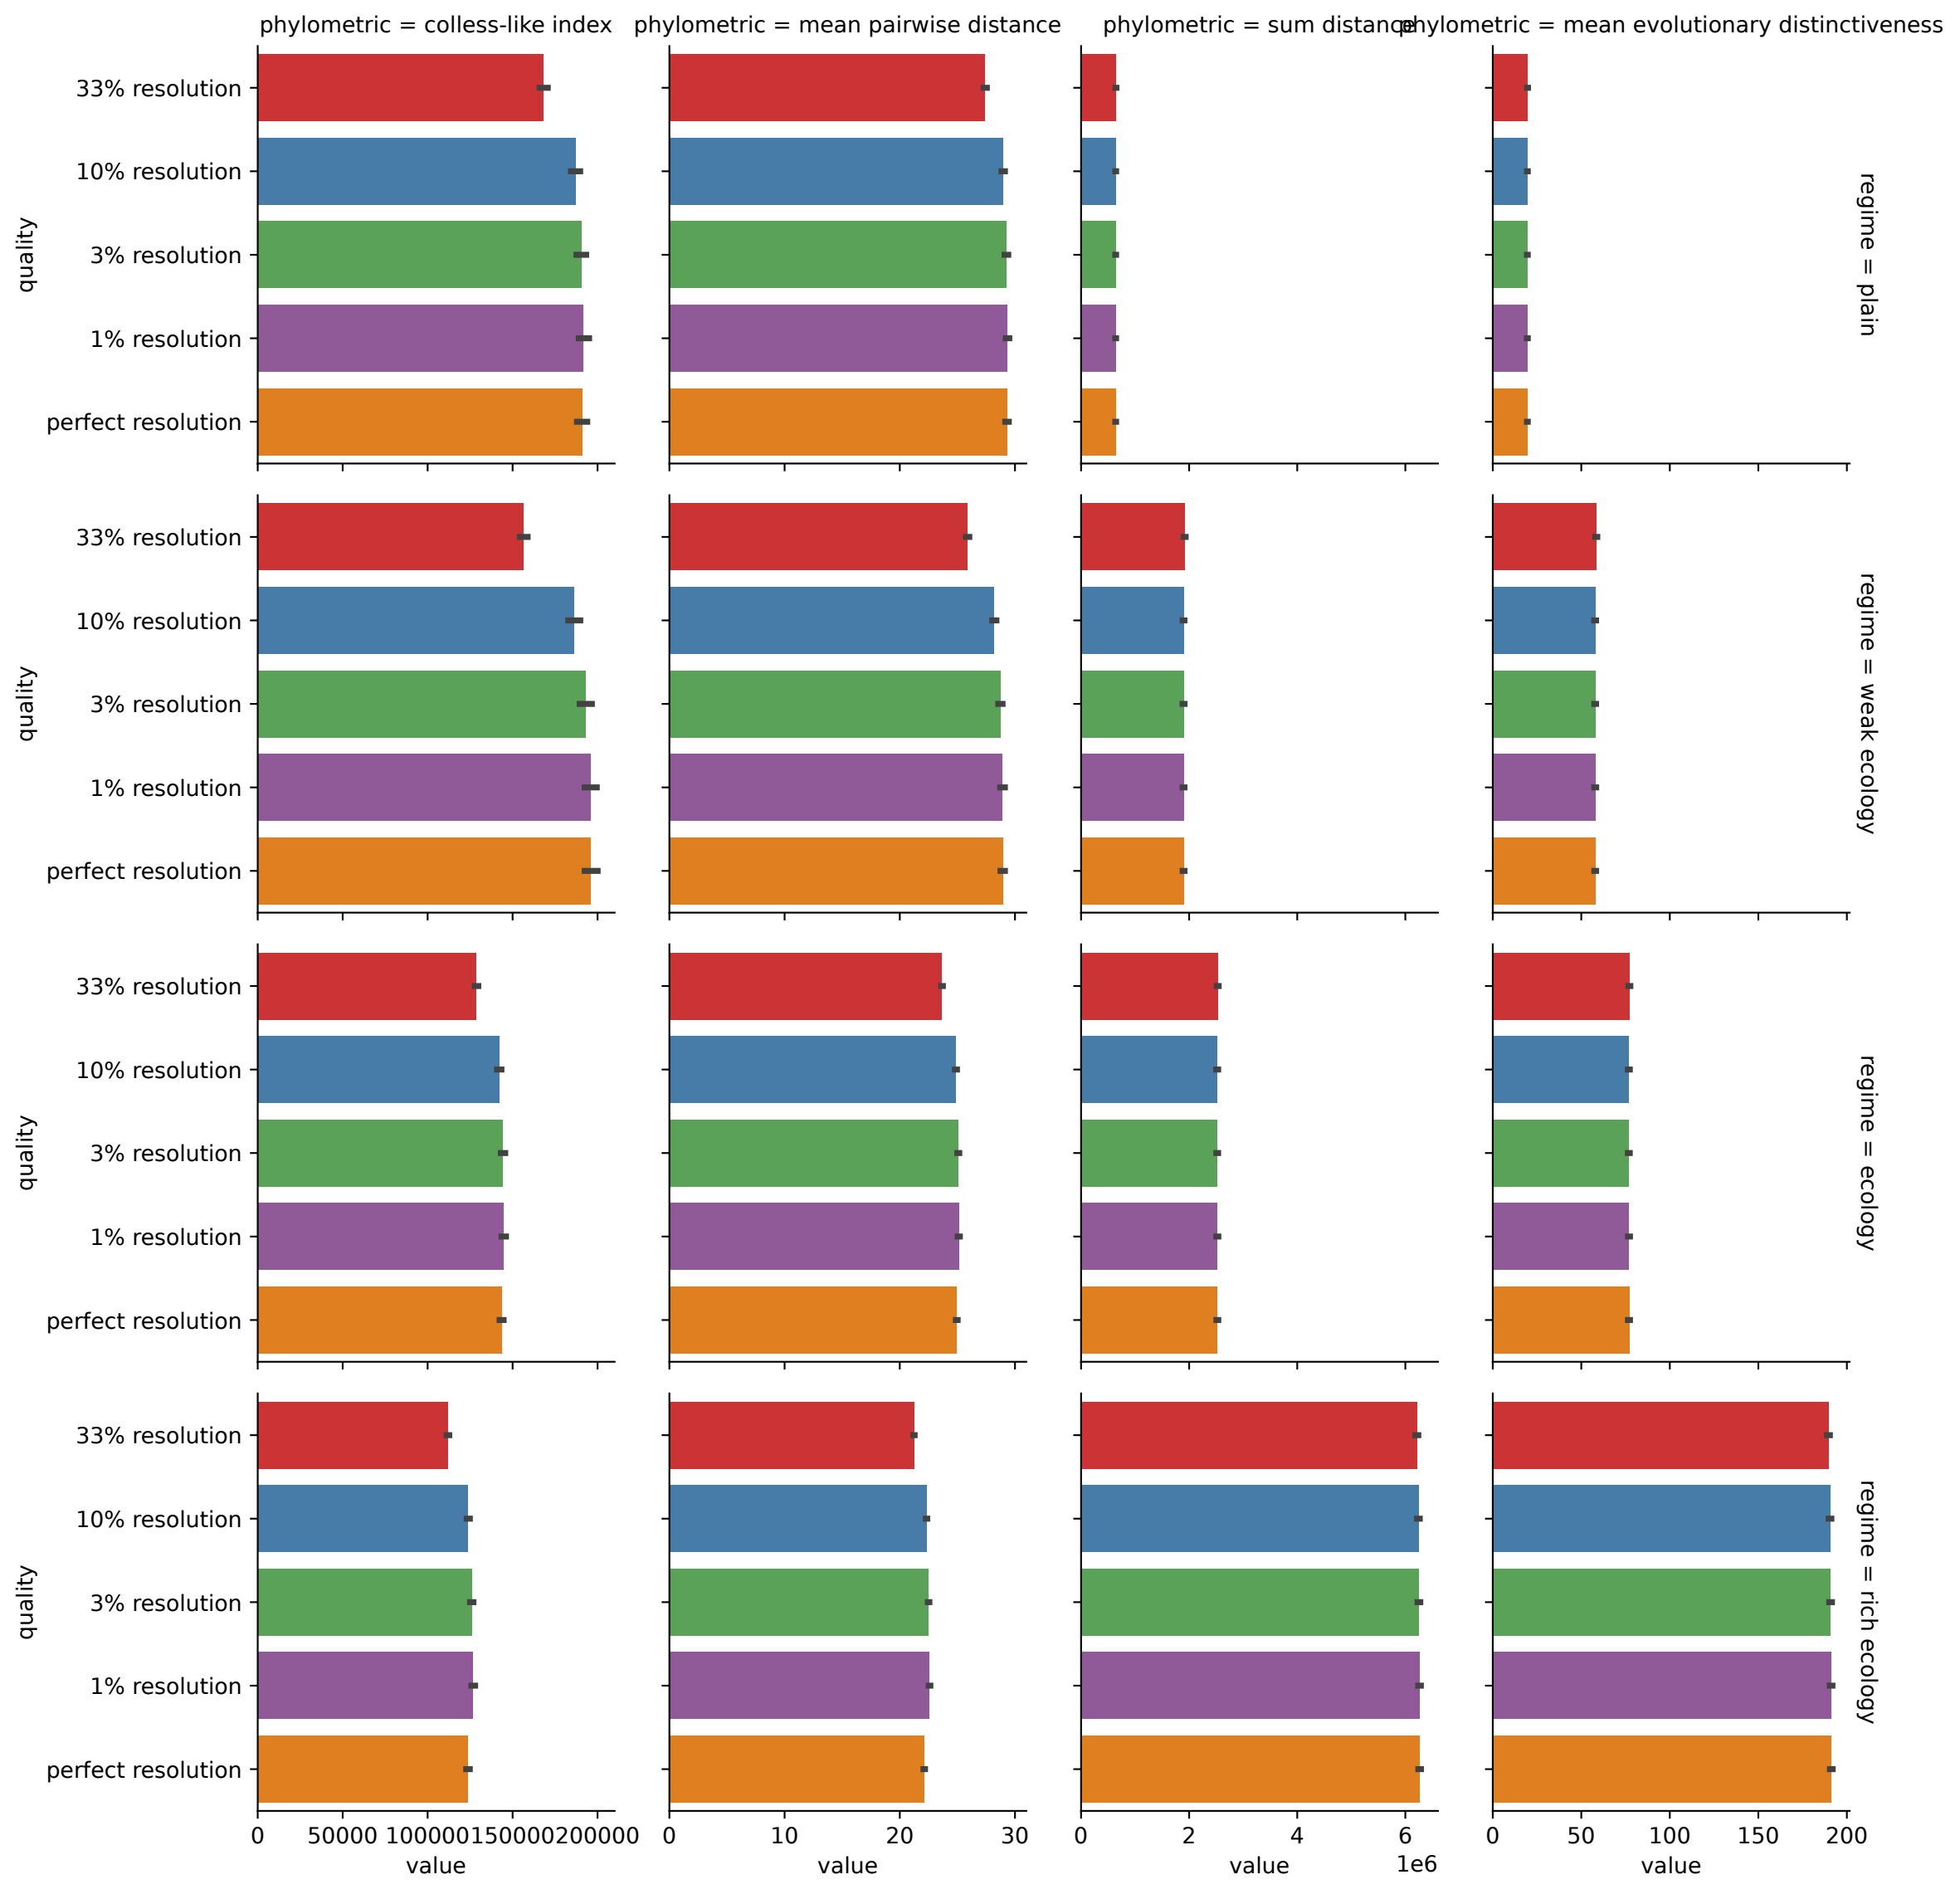 phylometric = colless-like index
phylometric = mean pairwise distance
phylometric = sum distance
phylometric = mean evolutionary distinctiveness
quality
33% resolution
10% resolution
3% resolution
1% resolution
perfect resolution
regime = plain
quality
33% resolution
10% resolution
3% resolution
1% resolution
perfect resolution
regime = weak ecology
quality
33% resolution
10% resolution
3% resolution
1% resolution
perfect resolution
regime = ecology
quality
33% resolution
10% resolution
3% resolution
1% resolution
perfect resolution
regime = rich ecology
0 50000 100000 150000 200000
value
0 10 20 30
value
0 2 4 6
1e6
value
0 50 100 150 200
value